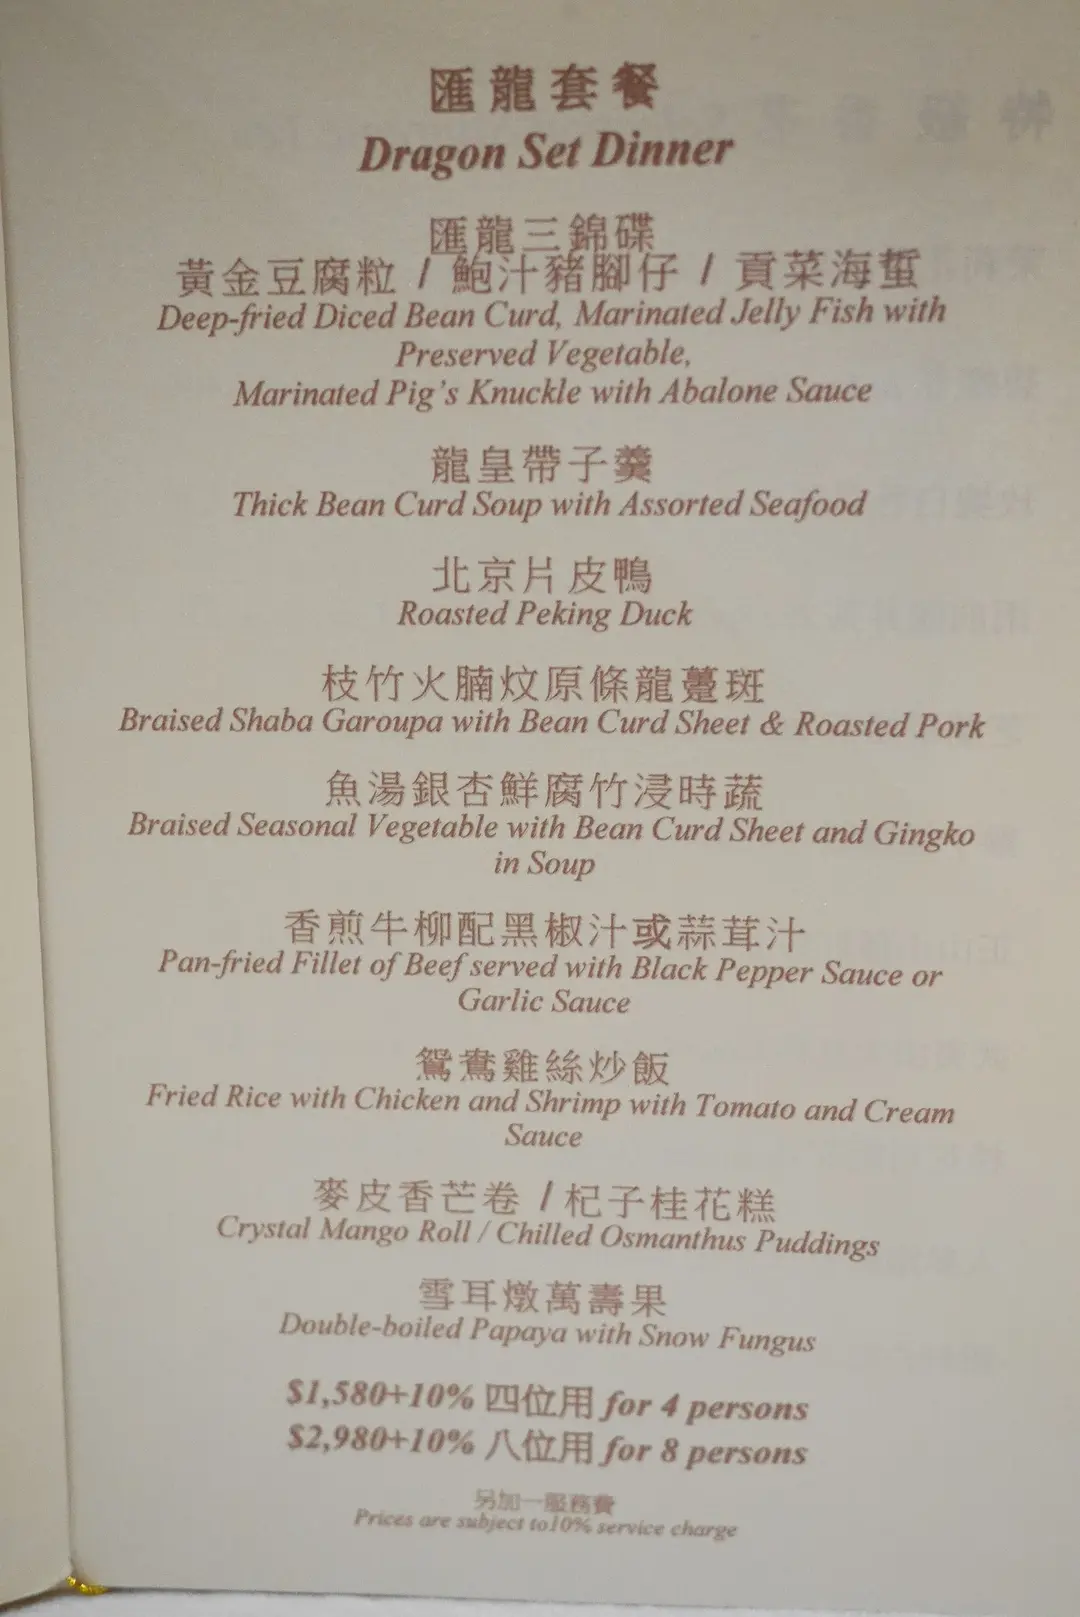 匯龍套餐
Dragon Set Dinner
匯龍三錦碟
黃金豆腐粒 / 鮑汁豬腳仔 / 貢菜海蜇
Deep-fried Diced Bean Curd, Marinated Jelly Fish with
Preserved Vegetable,
Marinated Pig's Knuckle with Abalone Sauce
龍皇帶子羹
Thick Bean Curd Soup with Assorted Seafood
北京片皮鴨
Roasted Peking Duck
枝竹火腩炆原條龍躉斑
Braised Shaba Garoupa with Bean Curd Sheet & Roasted Pork
魚湯銀杏鮮腐竹浸時蔬
Braised Seasonal Vegetable with Bean Curd Sheet and Gingko
in Soup
香煎牛柳配黑椒汁或蒜茸汁
Pan-fried Fillet of Beef served with Black Pepper Sauce or
Garlic Sauce
鴛鴦雞絲炒飯
Fried Rice with Chicken and Shrimp with Tomato and Cream
Sauce
麥皮香芒卷 / 杞子桂花糕
Crystal Mango Roll / Chilled Osmanthus Puddings
雪耳燉萬壽果
Double-boiled Papaya with Snow Fungus
$1,580+10% 四位用 for 4 persons
$2,980+10% 八位用 for 8 persons
另加一服務費
Prices are subject to10% service charge